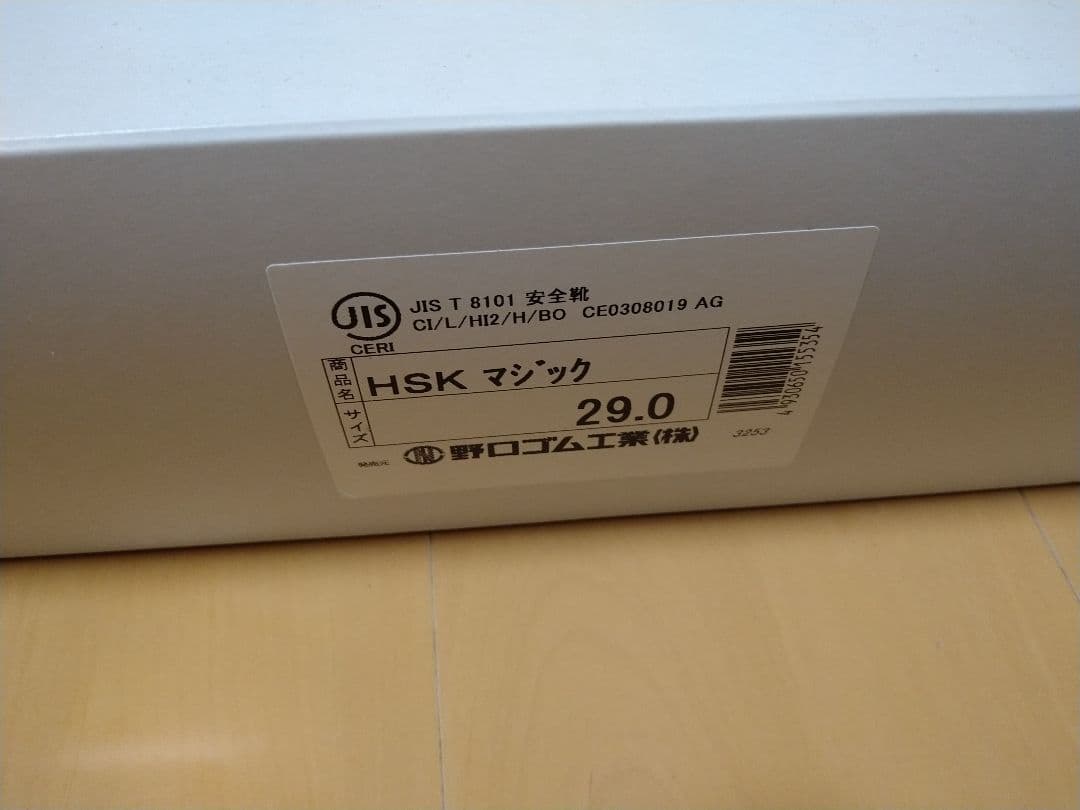 JIS
CERI
JIS T 8101 安全靴
CI/L/HI2/H/BO CE0308019 AG
商品名
HSK マジック
サイズ
29.0
発売元
野口ゴム工業(株)
4930650155354
3253